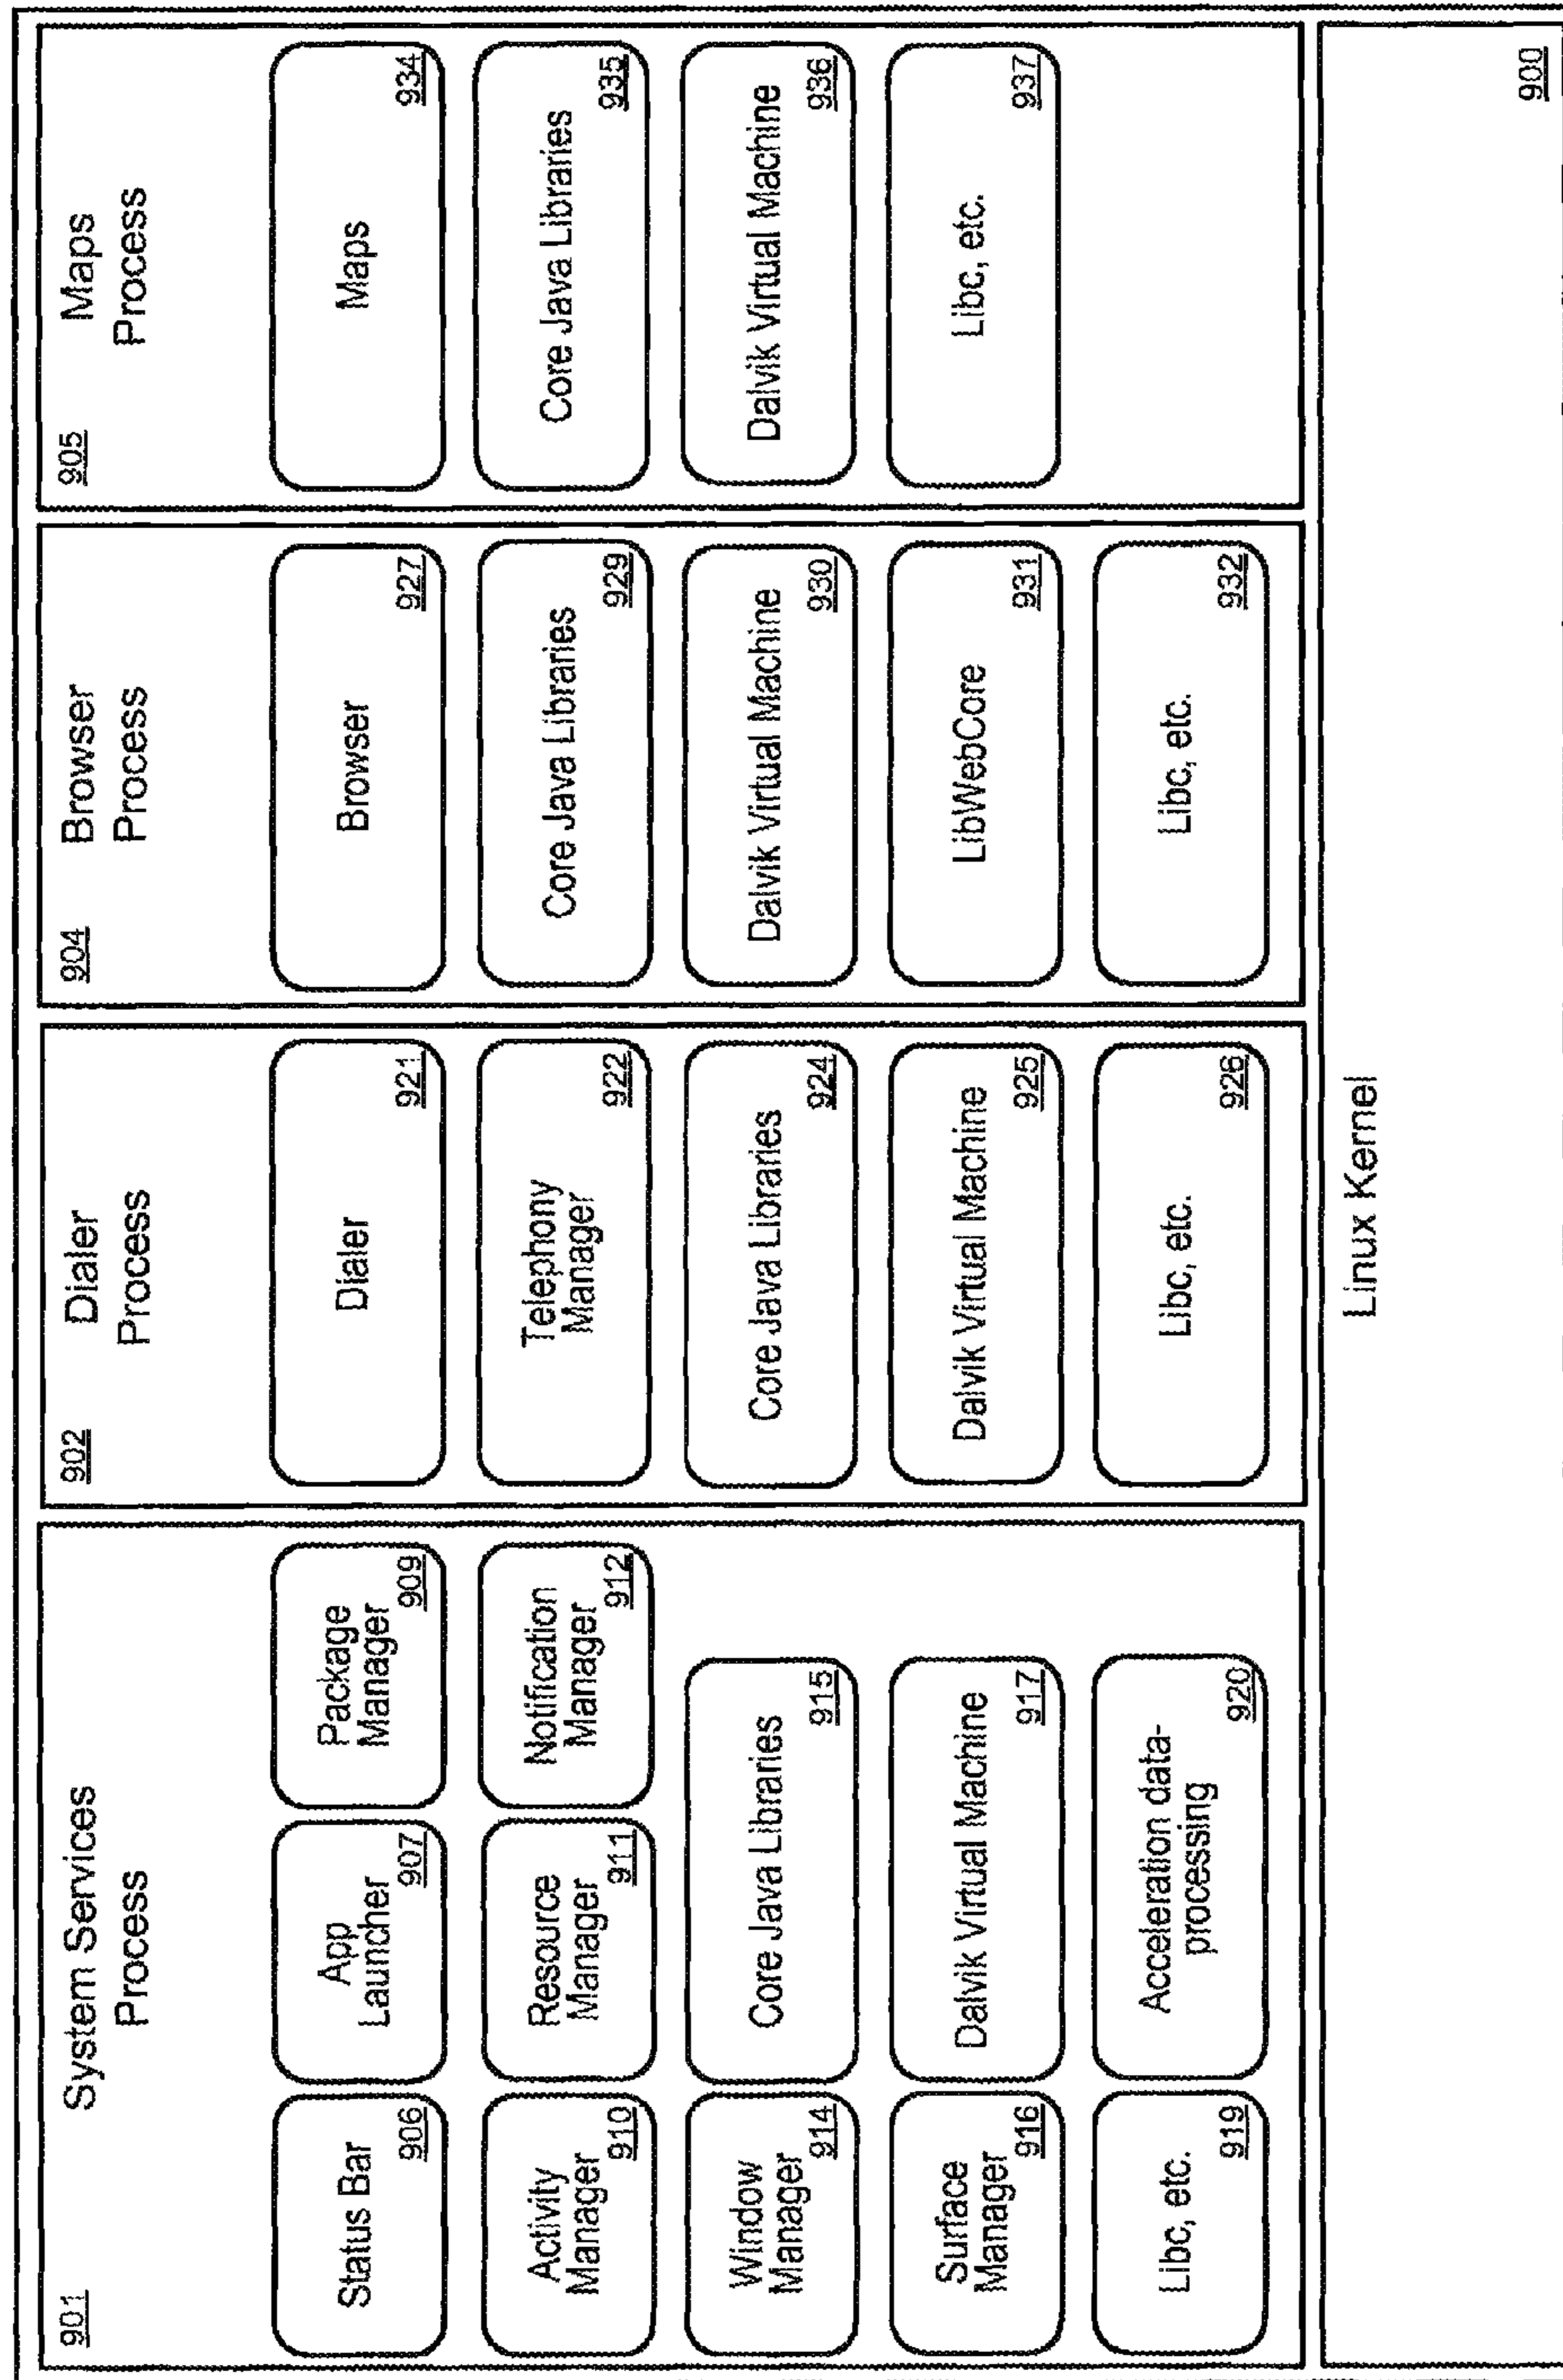 901
System Services
Process
Status Bar
906
App
Launcher
907
Package
Manager
909
Activity
Manager
910
Resource
Manager
911
Notification
Manager
912
Window
Manager
914
Core Java Libraries
915
Surface
Manager
916
Dalvik Virtual Machine
917
Libc, etc.
919
Acceleration data-
processing
920
902
Dialer
Process
Dialer
921
Telephony
Manager
922
Core Java Libraries
924
Dalvik Virtual Machine
925
Libc, etc.
926
904
Browser
Process
Browser
927
Core Java Libraries
929
Dalvik Virtual Machine
930
LibWebCore
931
Libc, etc.
932
905
Maps
Process
Maps
934
Core Java Libraries
935
Dalvik Virtual Machine
936
Libc, etc.
937
Linux Kernel
900